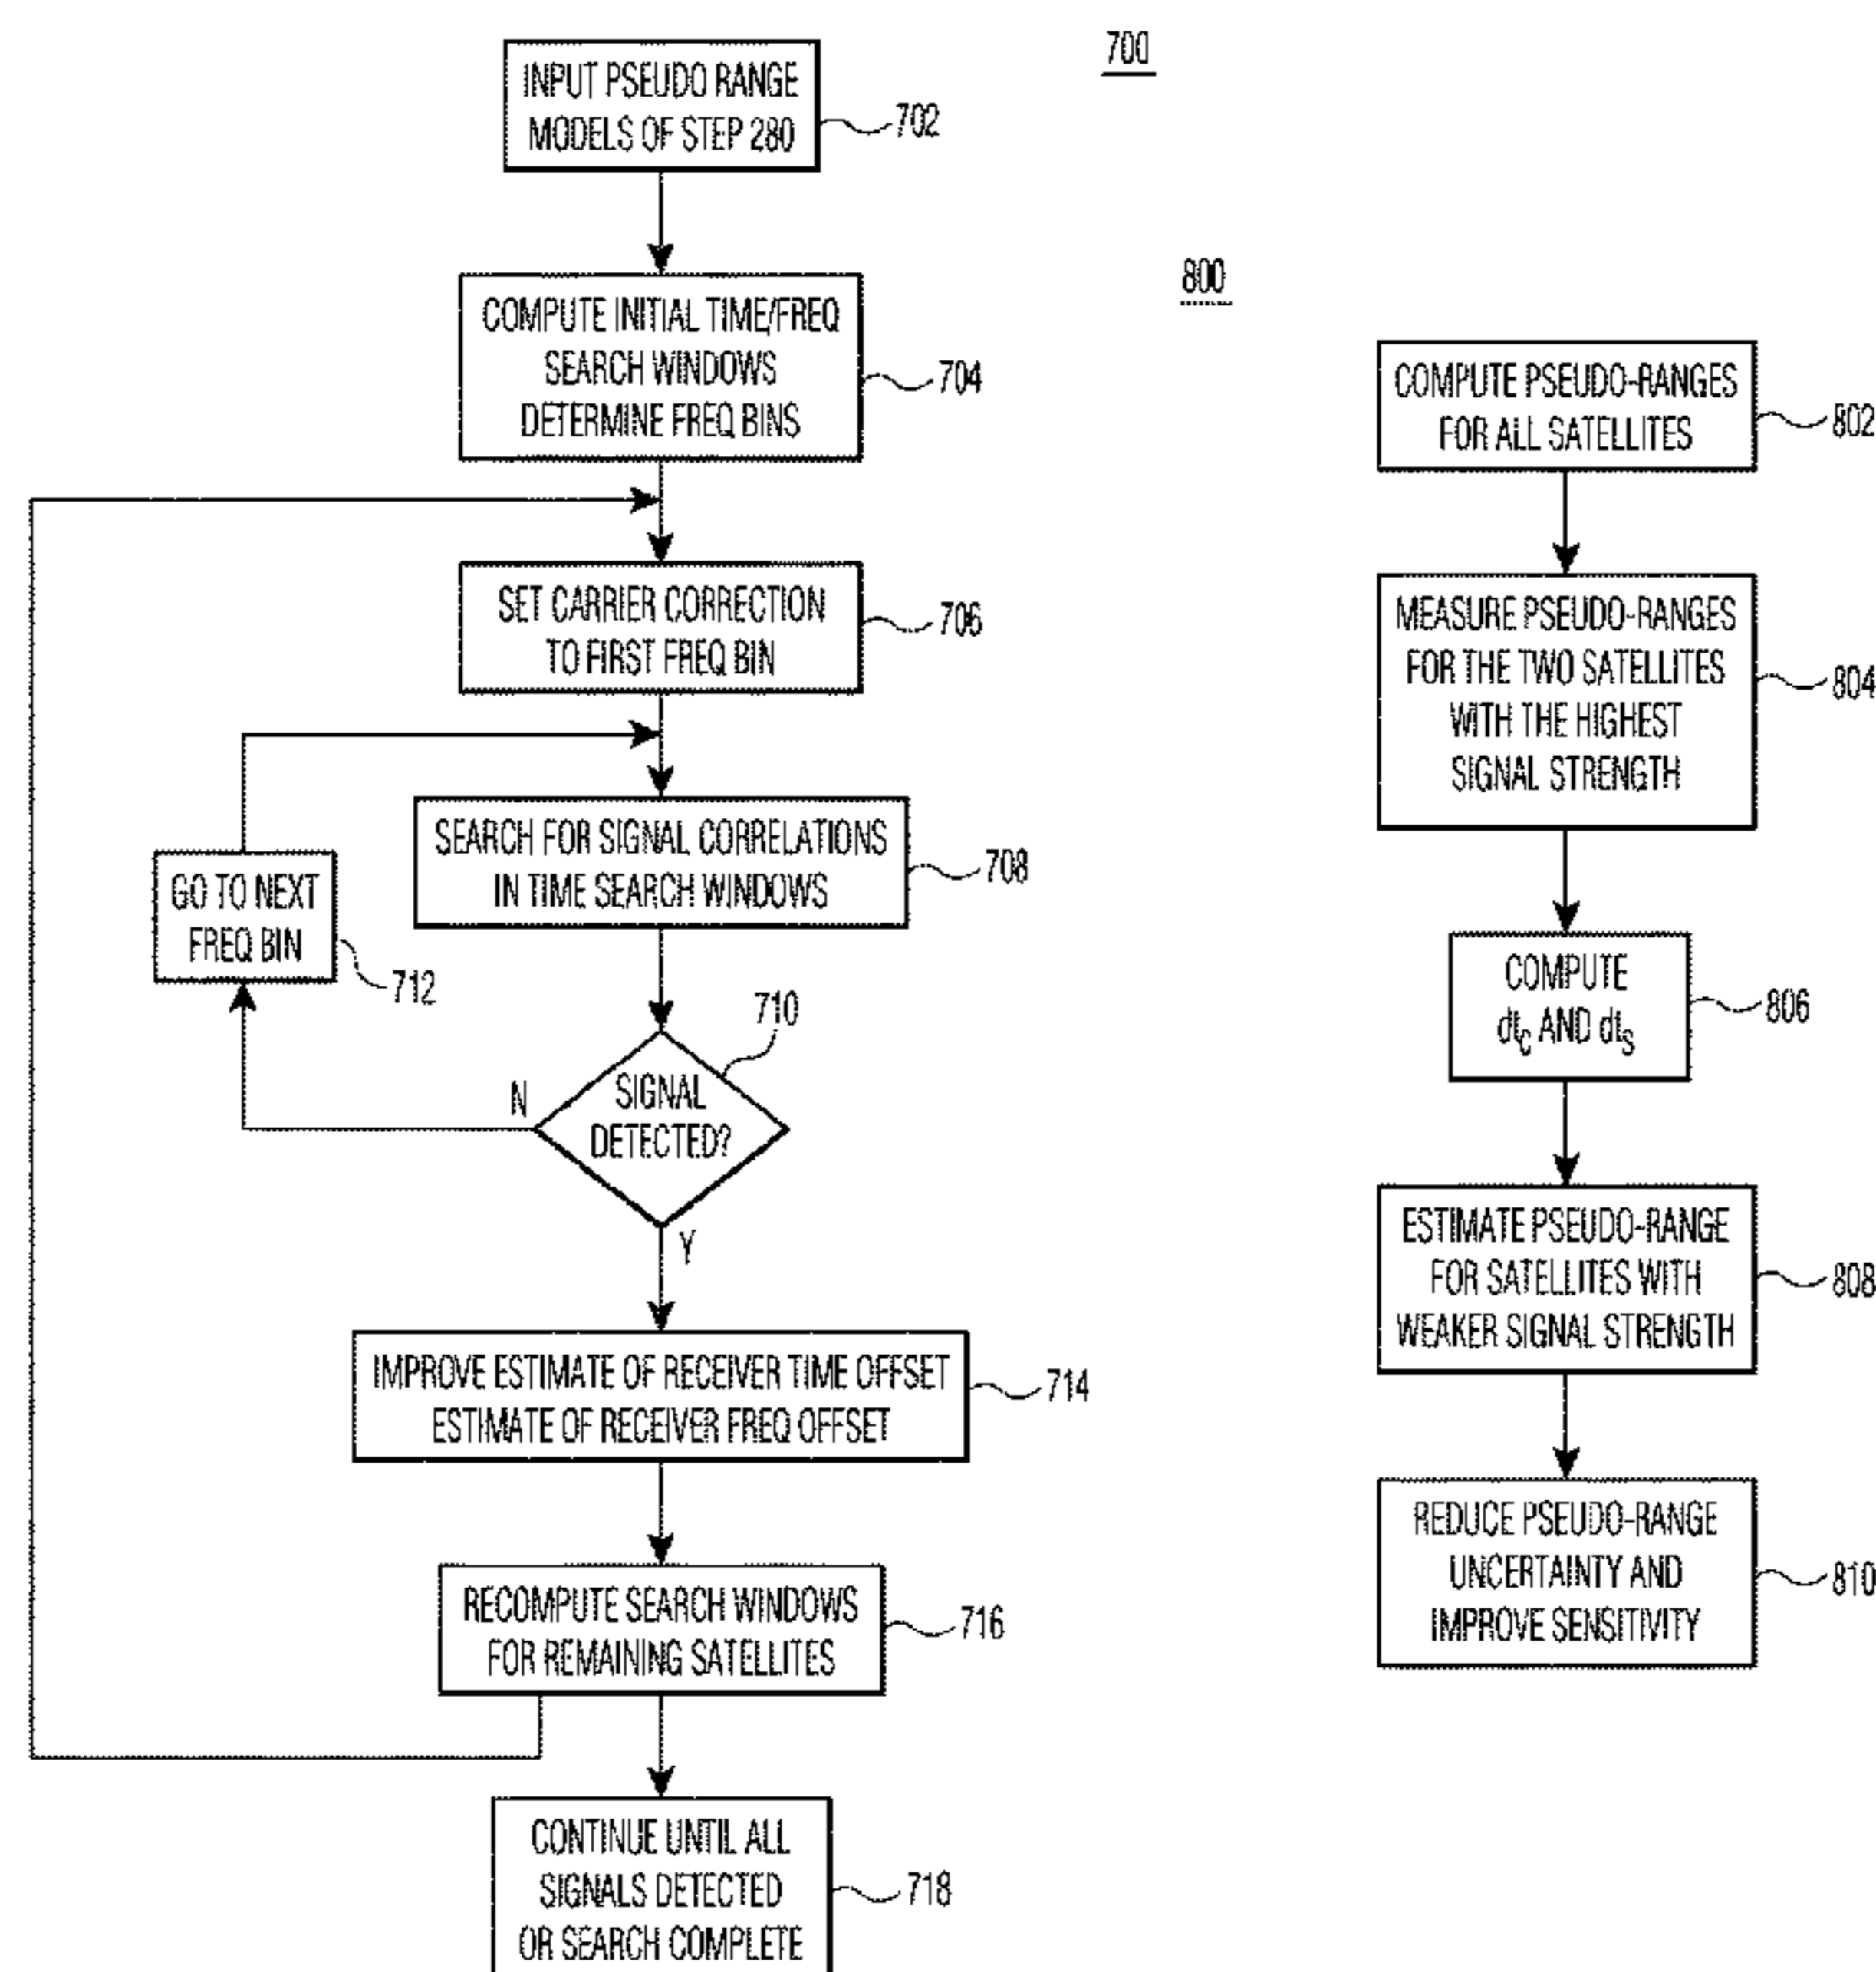 700
INPUT PSEUDO RANGE
MODELS OF STEP 280
702
COMPUTE INITIAL TIME/FREQ
SEARCH WINDOWS
DETERMINE FREQ BINS
704
SET CARRIER CORRECTION
TO FIRST FREQ BIN
706
SEARCH FOR SIGNAL CORRELATIONS
IN TIME SEARCH WINDOWS
708
GO TO NEXT
FREQ BIN
712
710
SIGNAL
DETECTED?
N
Y
IMPROVE ESTIMATE OF RECEIVER TIME OFFSET
ESTIMATE OF RECEIVER FREQ OFFSET
714
RECOMPUTE SEARCH WINDOWS
FOR REMAINING SATELLITES
716
CONTINUE UNTIL ALL
SIGNALS DETECTED
OR SEARCH COMPLETE
718
800
COMPUTE PSEUDO-RANGES
FOR ALL SATELLITES
802
MEASURE PSEUDO-RANGES
FOR THE TWO SATELLITES
WITH THE HIGHEST
SIGNAL STRENGTH
804
COMPUTE
dtc AND dts
806
ESTIMATE PSEUDO-RANGE
FOR SATELLITES WITH
WEAKER SIGNAL STRENGTH
808
REDUCE PSEUDO-RANGE
UNCERTAINTY AND
IMPROVE SENSITIVITY
810